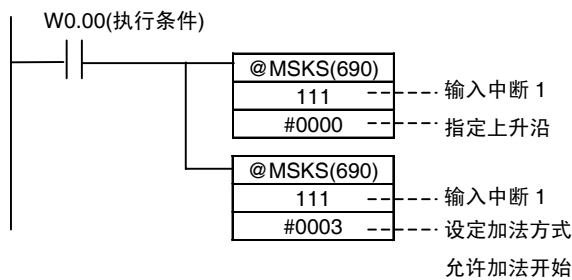 W0.00(执行条件)
@MSKS(690)
111 输入中断 1
#0000 指定上升沿
@MSKS(690)
111 输入中断 1
#0003 设定加法方式
允许加法开始